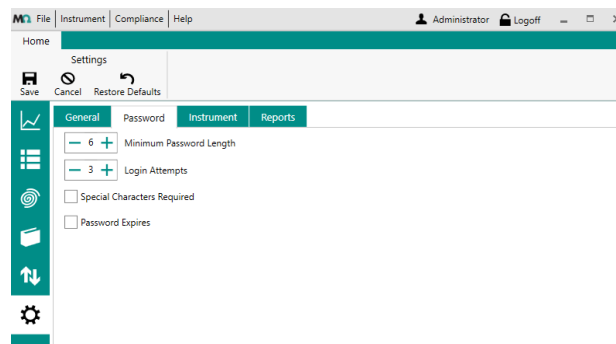 File Instrument Compliance Help Administrator Logoff
Home
Settings
Save Cancel Restore Defaults
General Password Instrument Reports
6 Minimum Password Length
3 Login Attempts
Special Characters Required
Password Expires